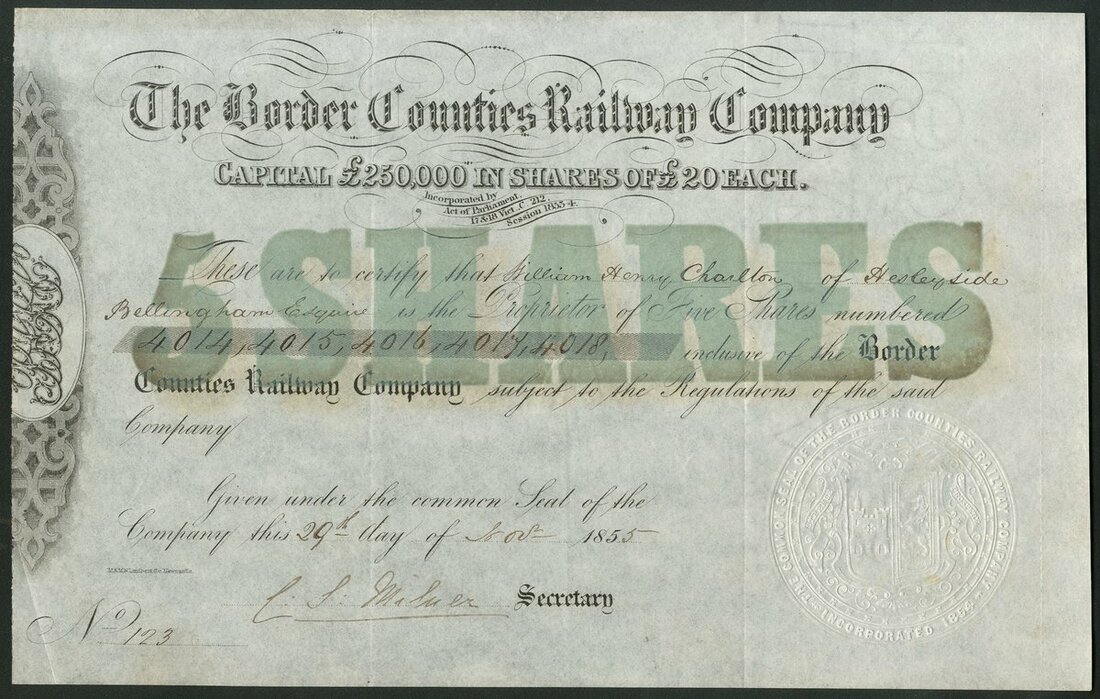 The Border Counties Railway Company
CAPITAL £250,000 IN SHARES OF £20 EACH.
Incorporated by
Act of Parliament
17 & 18 Vict. C. 212
Session 1853-4.
5 SHARES
These are to certify that William Henry Charlton of Hesleyside
Bellingham Esquire is the Proprietor of Five Shares numbered
4014, 4015, 4016, 4017, 4018, inclusive of the Border
Counties Railway Company subject to the Regulations of the said
Company
Given under the common Seal of the
Company this 29th day of Novr 1855
C. S. Milner Secretary
No 123
THE COMMON SEAL OF THE BORDER COUNTIES RAILWAY COMPANY
INCORPORATED 1854